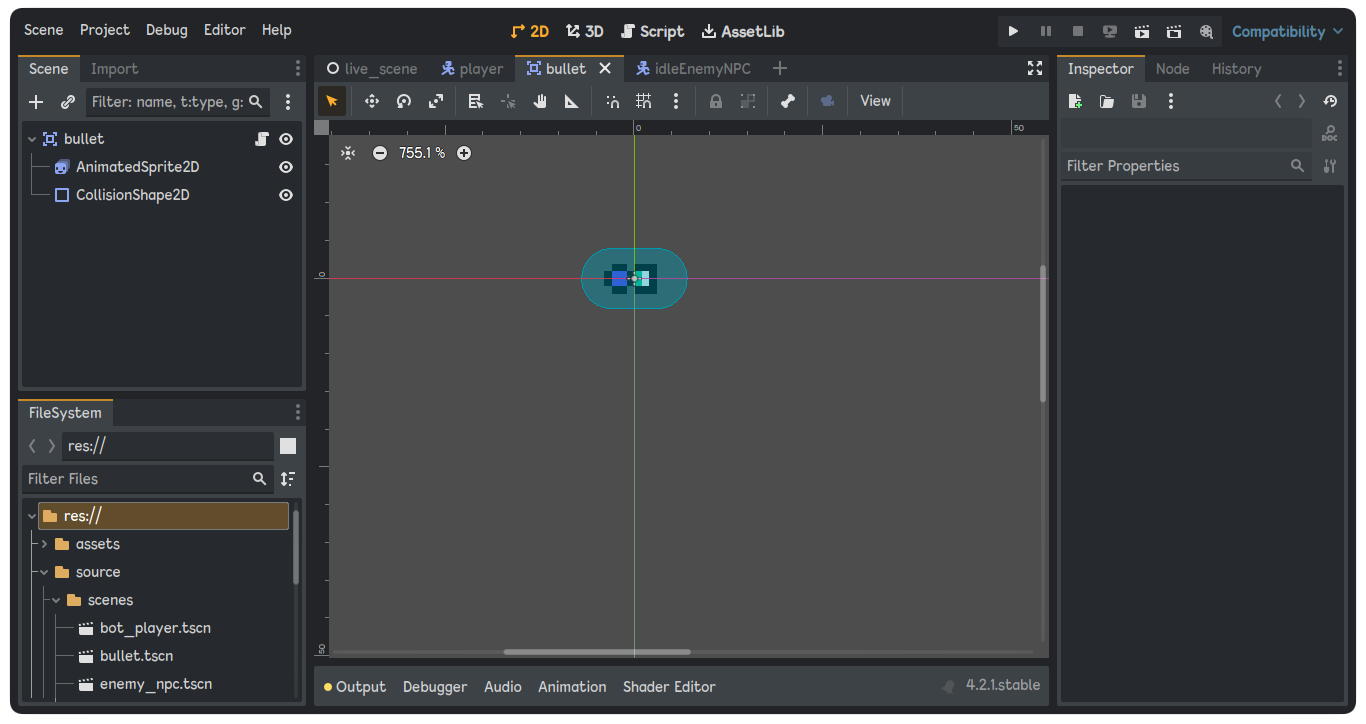 Scene Project Debug Editor Help 2D 3D Script AssetLib Compatibility
Scene Import
live_scene player bullet idleEnemyNPC
Inspector Node History
Filter: name, t:type, g:
View
bullet
AnimatedSprite2D
CollisionShape2D
0 50
755.1 %
0
50
DOC
Filter Properties
FileSystem
res://
Filter Files
res://
assets
source
scenes
bot_player.tscn
bullet.tscn
enemy_npc.tscn
Output Debugger Audio Animation Shader Editor 4.2.1.stable